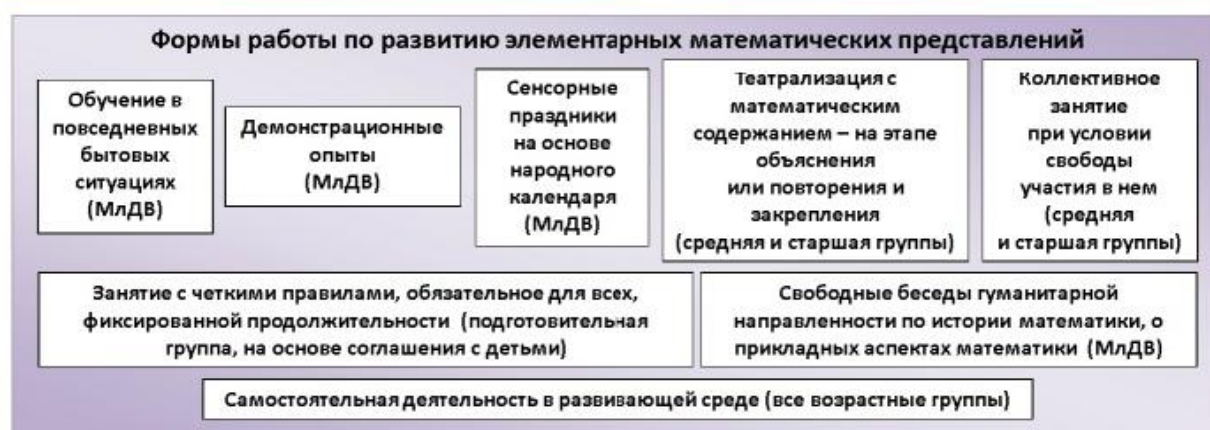 Формы работы по развитию элементарных математических представлений
Обучение в
повседневных
бытовых
ситуациях
(МлДВ)
Демонстрационные
опыты
(МлДВ)
Сенсорные
праздники
на основе
народного
календаря
(МлДВ)
Театрализация с
математическим
содержанием – на этапе
объяснения
или повторения и
закрепления
(средняя и старшая группы)
Коллективное
занятие
при условии
свободы
участия в нем
(средняя
и старшая группы)
Занятие с четкими правилами, обязательное для всех,
фиксированной продолжительности (подготовительная
группа, на основе соглашения с детьми)
Свободные беседы гуманитарной
направленности по истории математики, о
прикладных аспектах математики (МлДВ)
Самостоятельная деятельность в развивающей среде (все возрастные группы)